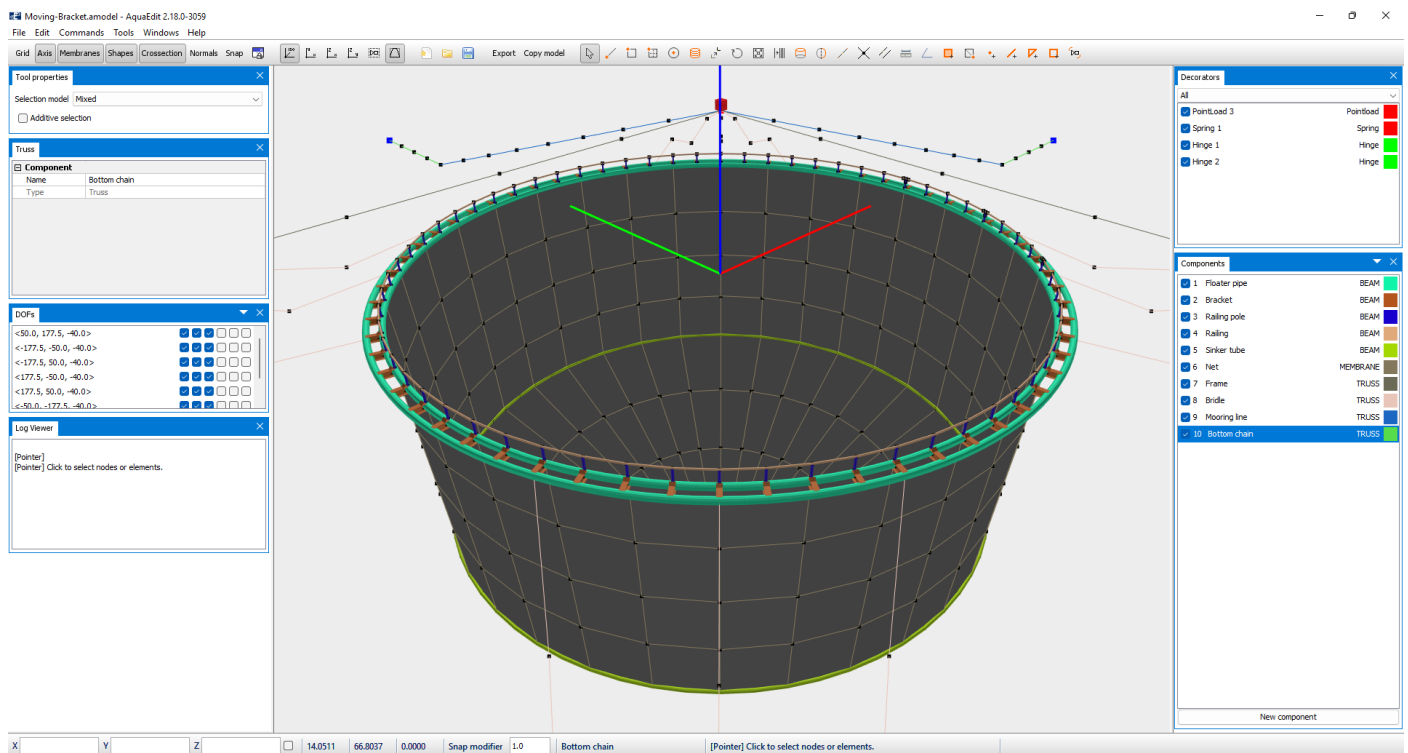 Moving-Bracket.amodel - AquaEdit 2.18.0-3059
File Edit Commands Tools Windows Help
Grid Axis Membranes Shapes Crossection Normals Snap Export Copy model
Tool properties
Selection model Mixed
Additive selection
Truss
Component
Name Bottom chain
Type Truss
DOFs
<50.0, 177.5, -40.0>
<-177.5, -50.0, -40.0>
<-177.5, 50.0, -40.0>
<177.5, -50.0, -40.0>
<177.5, 50.0, -40.0>
<-50.0, -177.5, -40.0>
Log Viewer
[Pointer]
[Pointer] Click to select nodes or elements.
Decorators
All
PointLoad 3 Pointload
Spring 1 Spring
Hinge 1 Hinge
Hinge 2 Hinge
Components
1 Floater pipe BEAM
2 Bracket BEAM
3 Railing pole BEAM
4 Railing BEAM
5 Sinker tube BEAM
6 Net MEMBRANE
7 Frame TRUSS
8 Bridle TRUSS
9 Mooring line TRUSS
10 Bottom chain TRUSS
New component
X Y Z 14.0511 66.8037 0.0000 Snap modifier 1.0 Bottom chain [Pointer] Click to select nodes or elements.